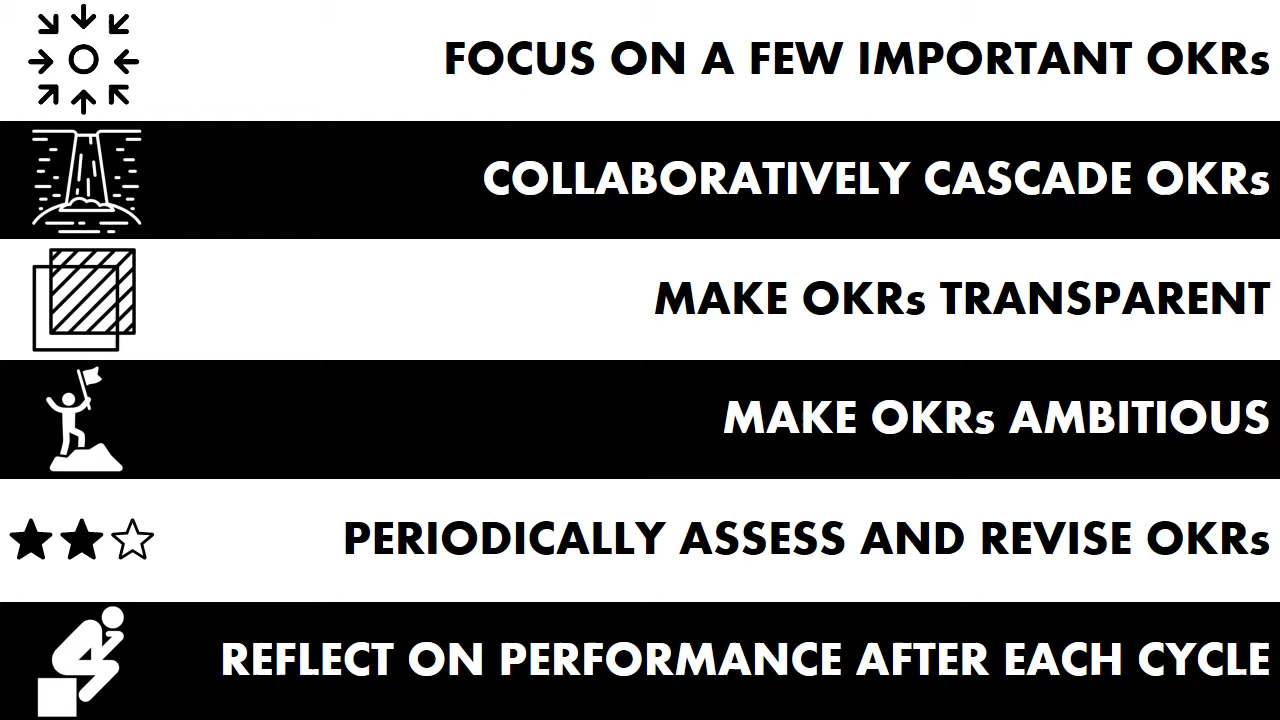 FOCUS ON A FEW IMPORTANT OKRs
COLLABORATIVELY CASCADE OKRs
MAKE OKRs TRANSPARENT
MAKE OKRs AMBITIOUS
PERIODICALLY ASSESS AND REVISE OKRs
REFLECT ON PERFORMANCE AFTER EACH CYCLE